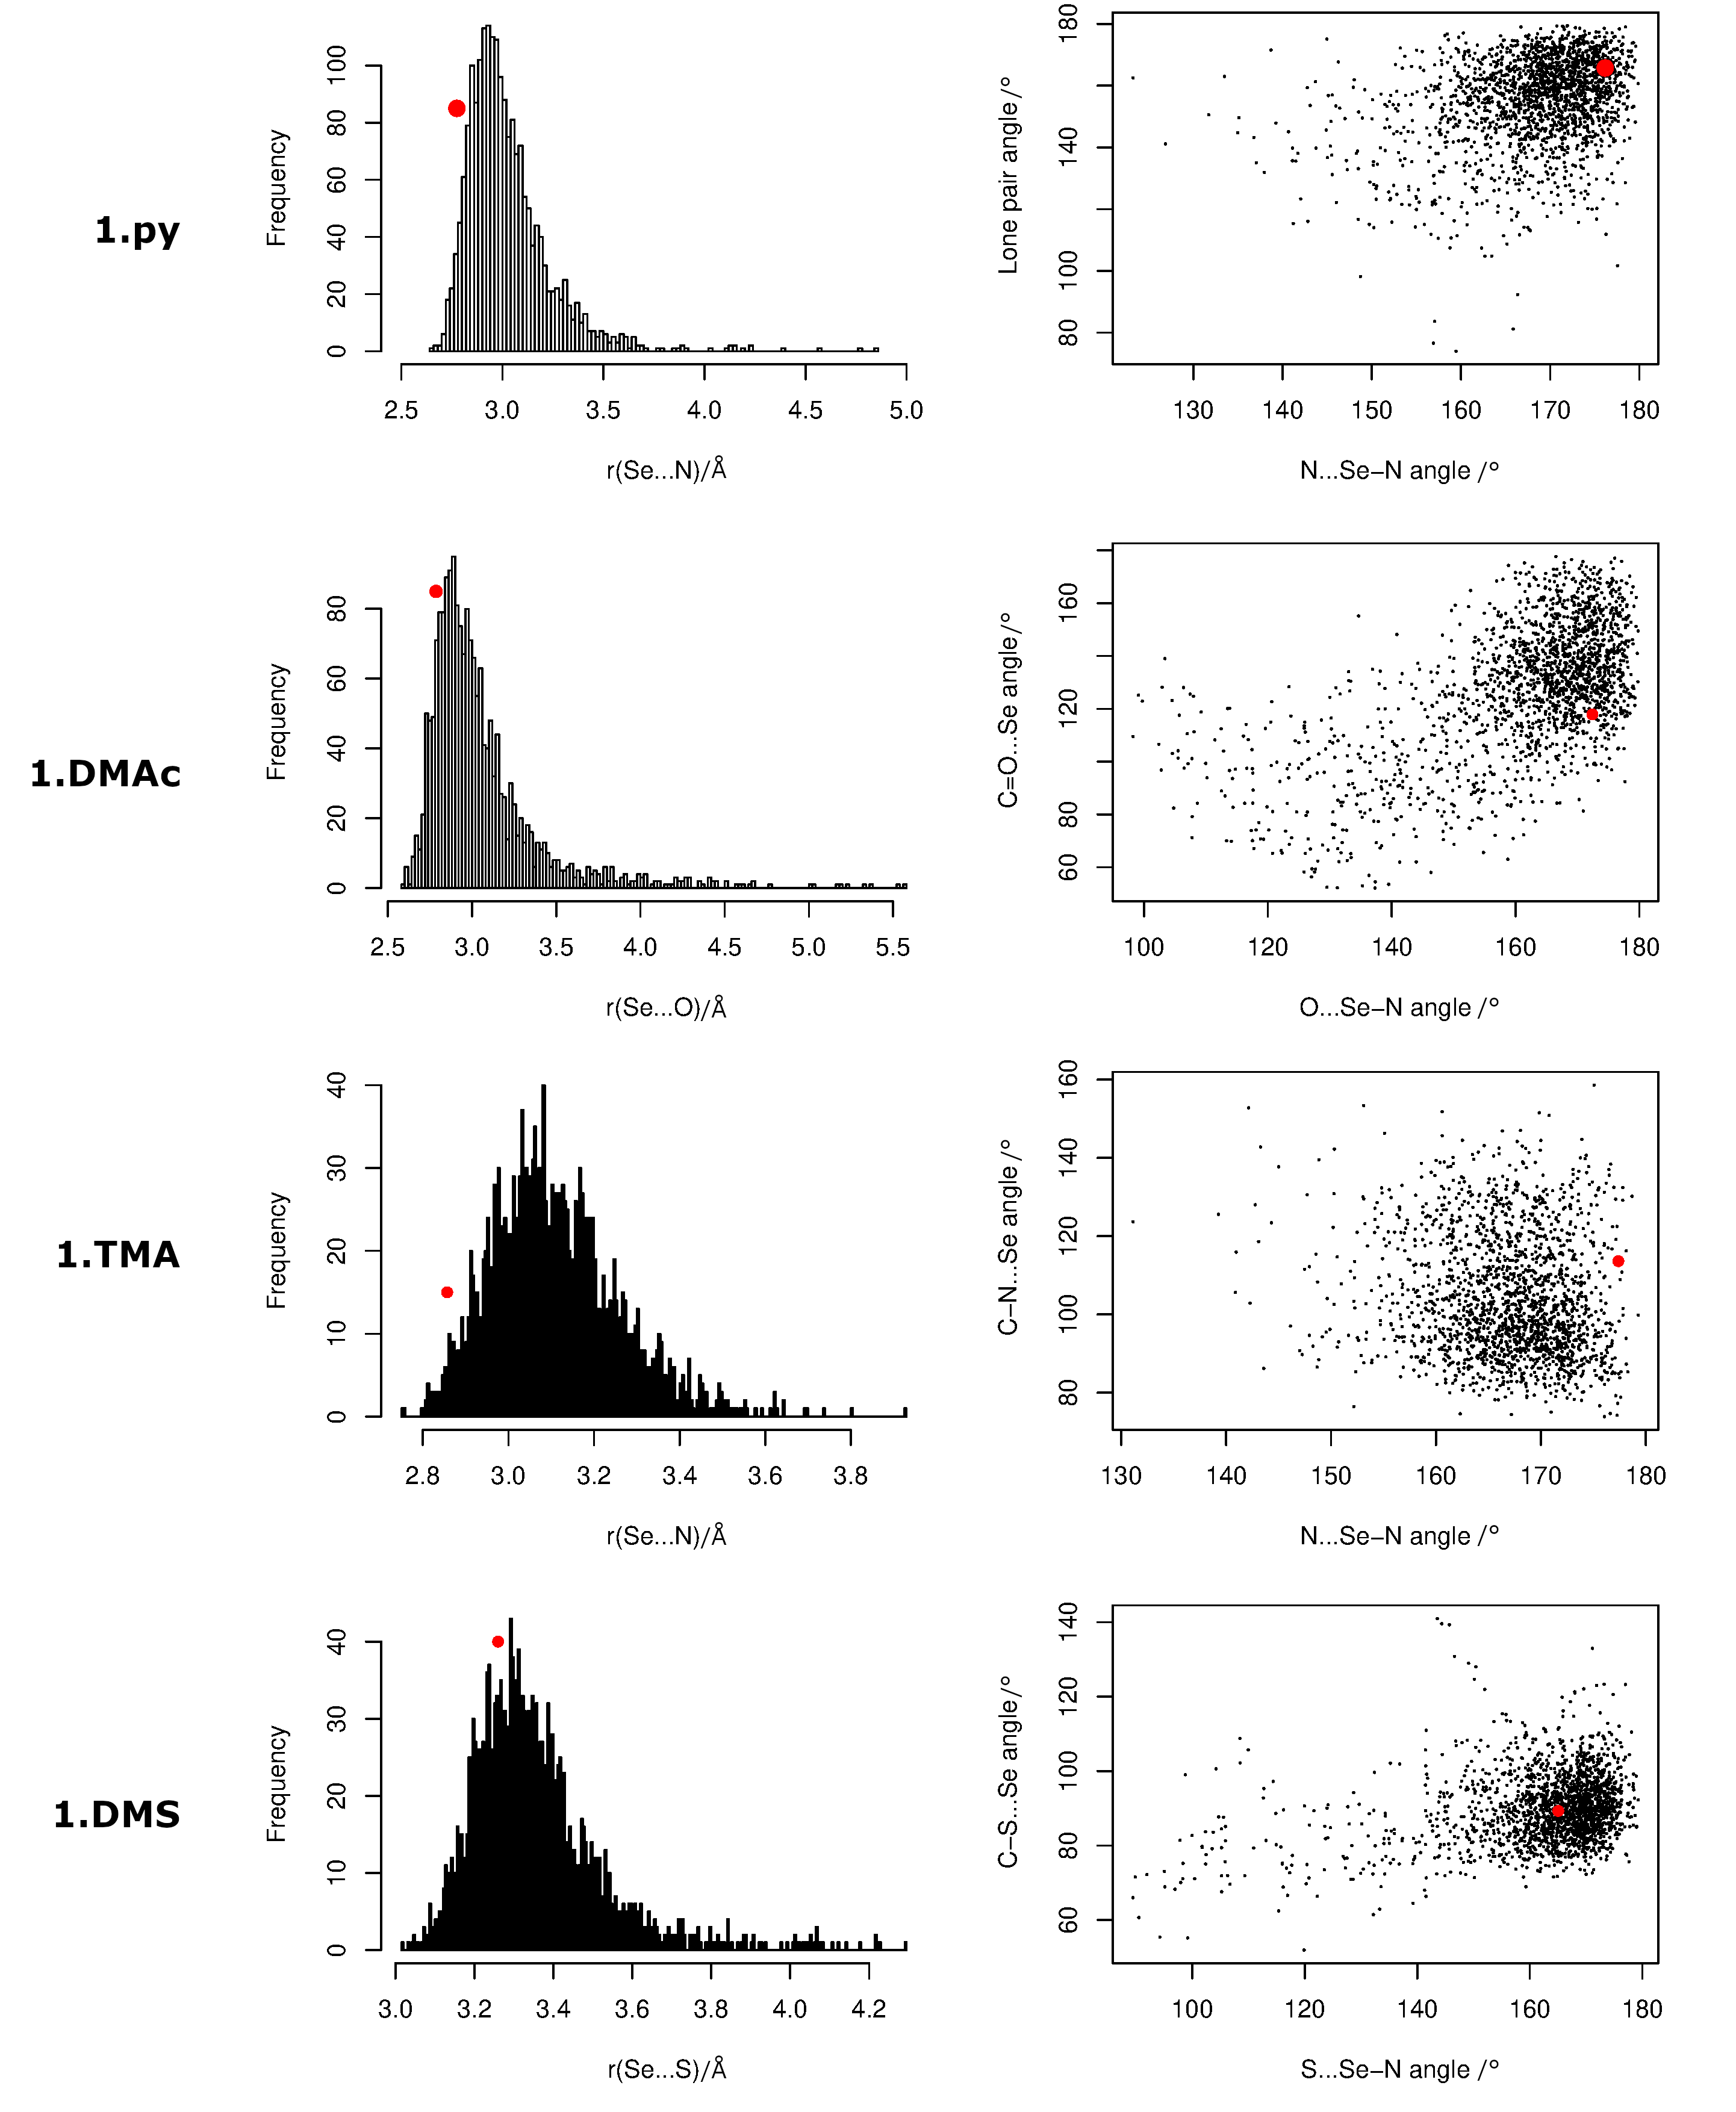 1.py
Frequency
0 20 40 60 80 100
2.5 3.0 3.5 4.0 4.5 5.0
r(Se...N)/Å
Lone pair angle /°
80 100 140 180
130 140 150 160 170 180
N...Se−N angle /°
1.DMAc
Frequency
0 20 40 60 80
2.5 3.0 3.5 4.0 4.5 5.0 5.5
r(Se...O)/Å
C=O...Se angle/°
60 80 120 160
100 120 140 160 180
O...Se−N angle /°
1.TMA
Frequency
0 10 20 30 40
2.8 3.0 3.2 3.4 3.6 3.8
r(Se...N)/Å
C−N...Se angle /°
80 100 120 140 160
130 140 150 160 170 180
N...Se−N angle /°
1.DMS
Frequency
0 10 20 30 40
3.0 3.2 3.4 3.6 3.8 4.0 4.2
r(Se...S)/Å
C−S...Se angle/°
60 80 100 120 140
100 120 140 160 180
S...Se−N angle /°